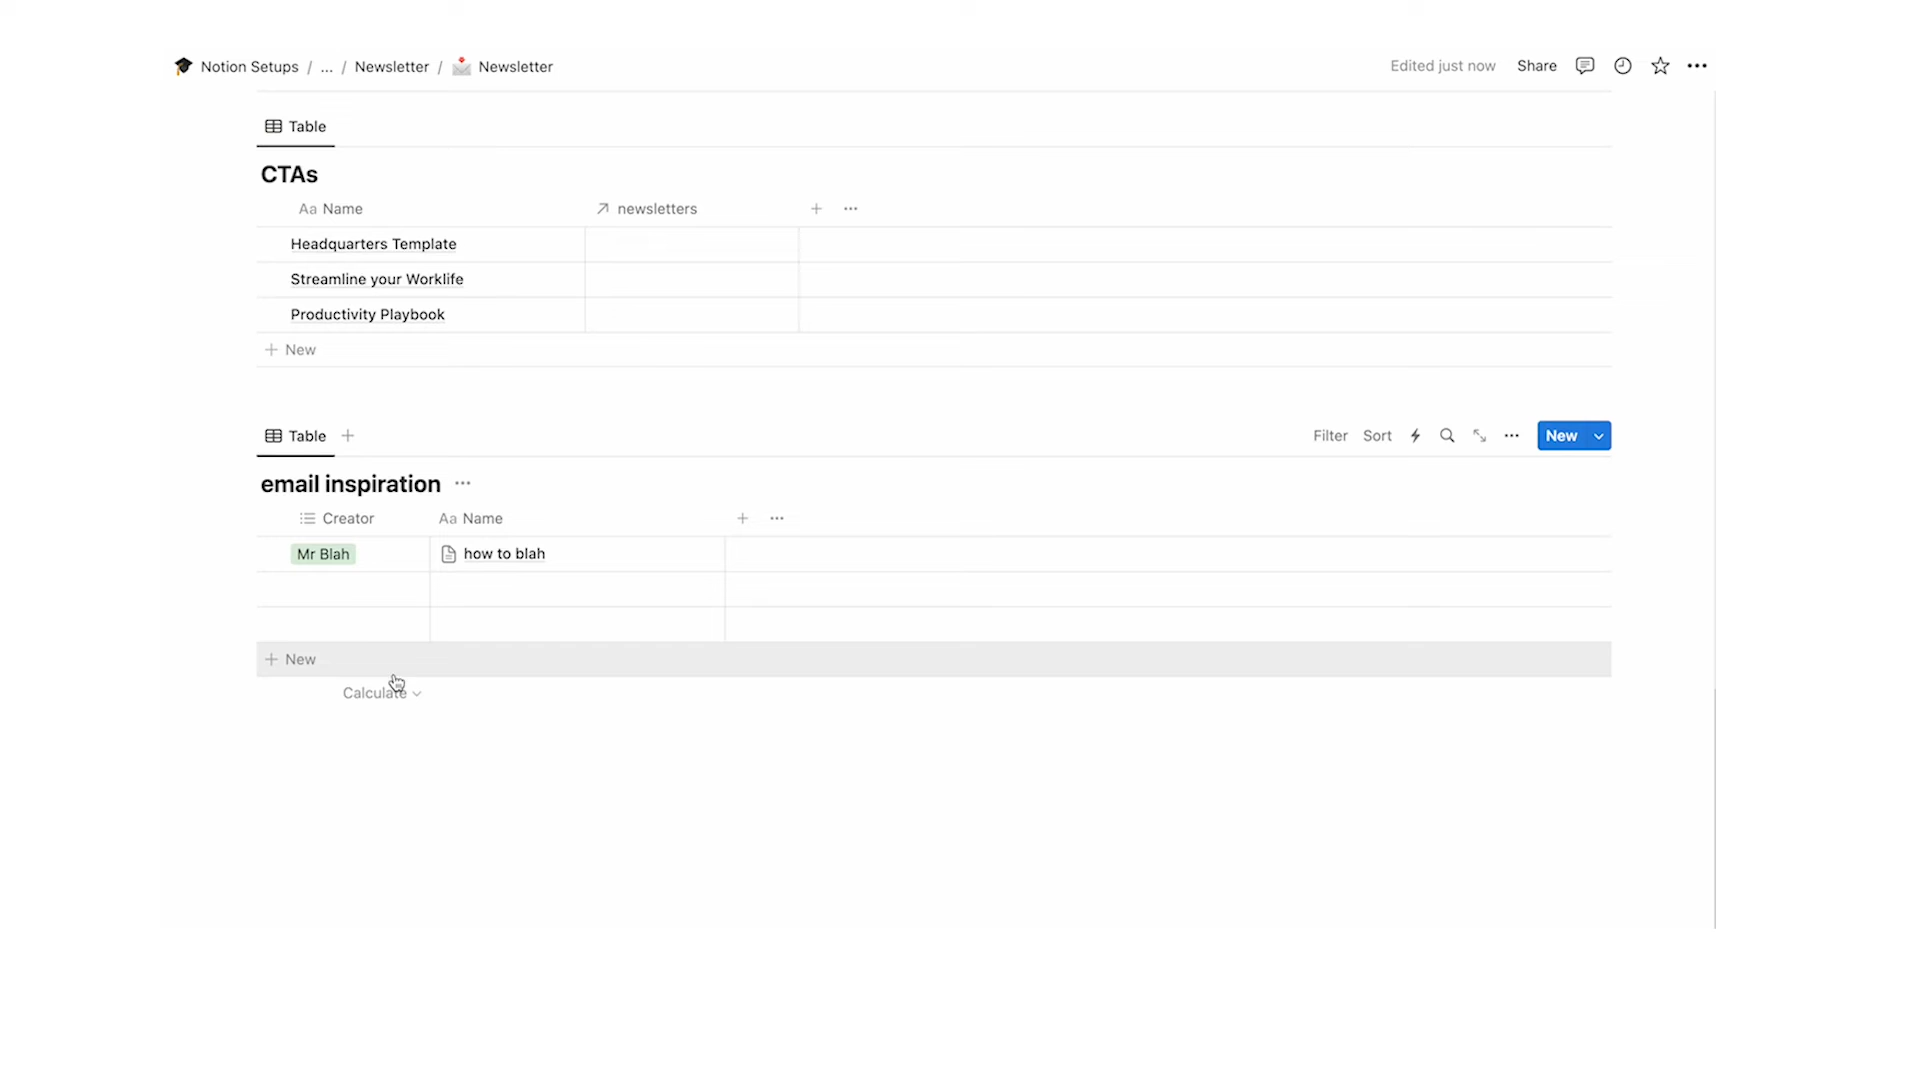 Notion Setups / ... / Newsletter / Newsletter
Edited just now Share
Table
CTAs
Aa Name newsletters
Headquarters Template
Streamline your Worklife
Productivity Playbook
+ New
Table +
Filter Sort New
email inspiration ...
Creator Aa Name
Mr Blah how to blah
+ New
Calculate